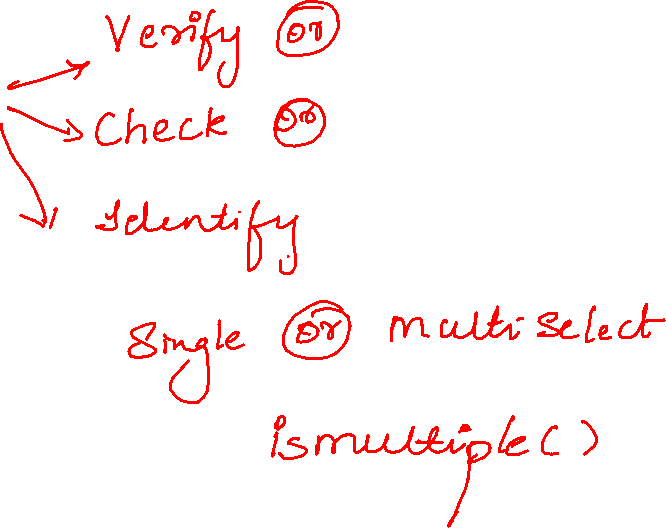 Verify or
Check or
Identify
Single or multi select
ismultiple()